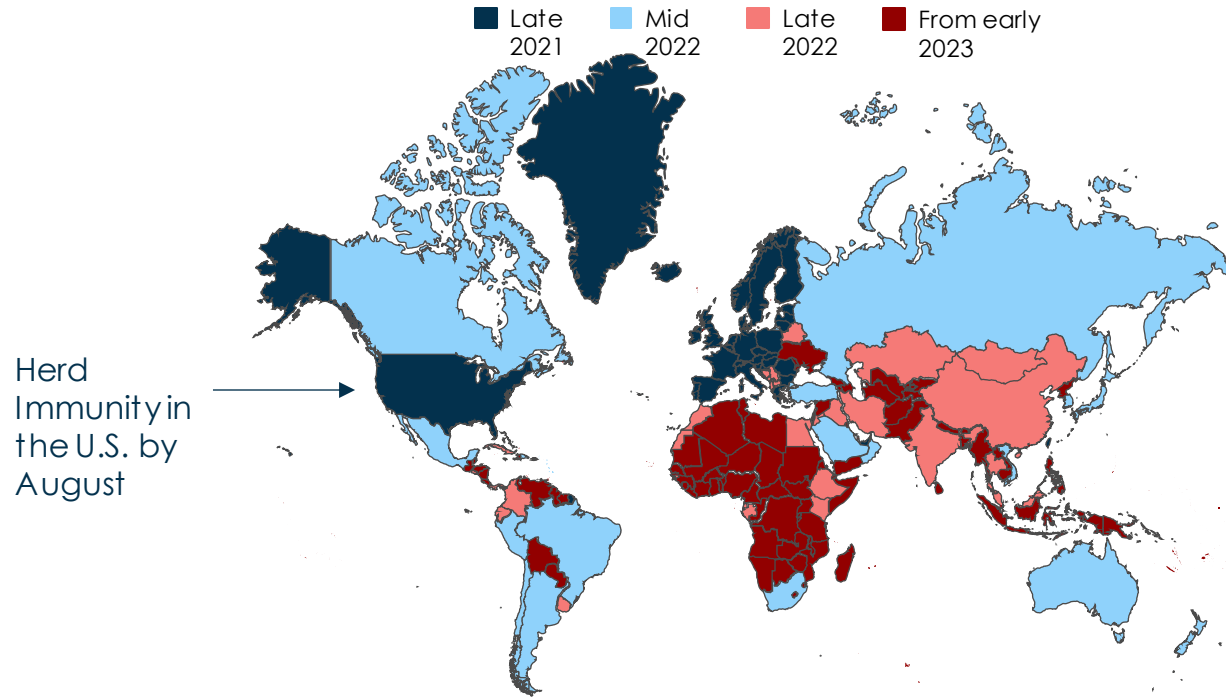 Late
2021
Mid
2022
Late
2022
From early
2023
Herd
Immunity in
the U.S. by
August